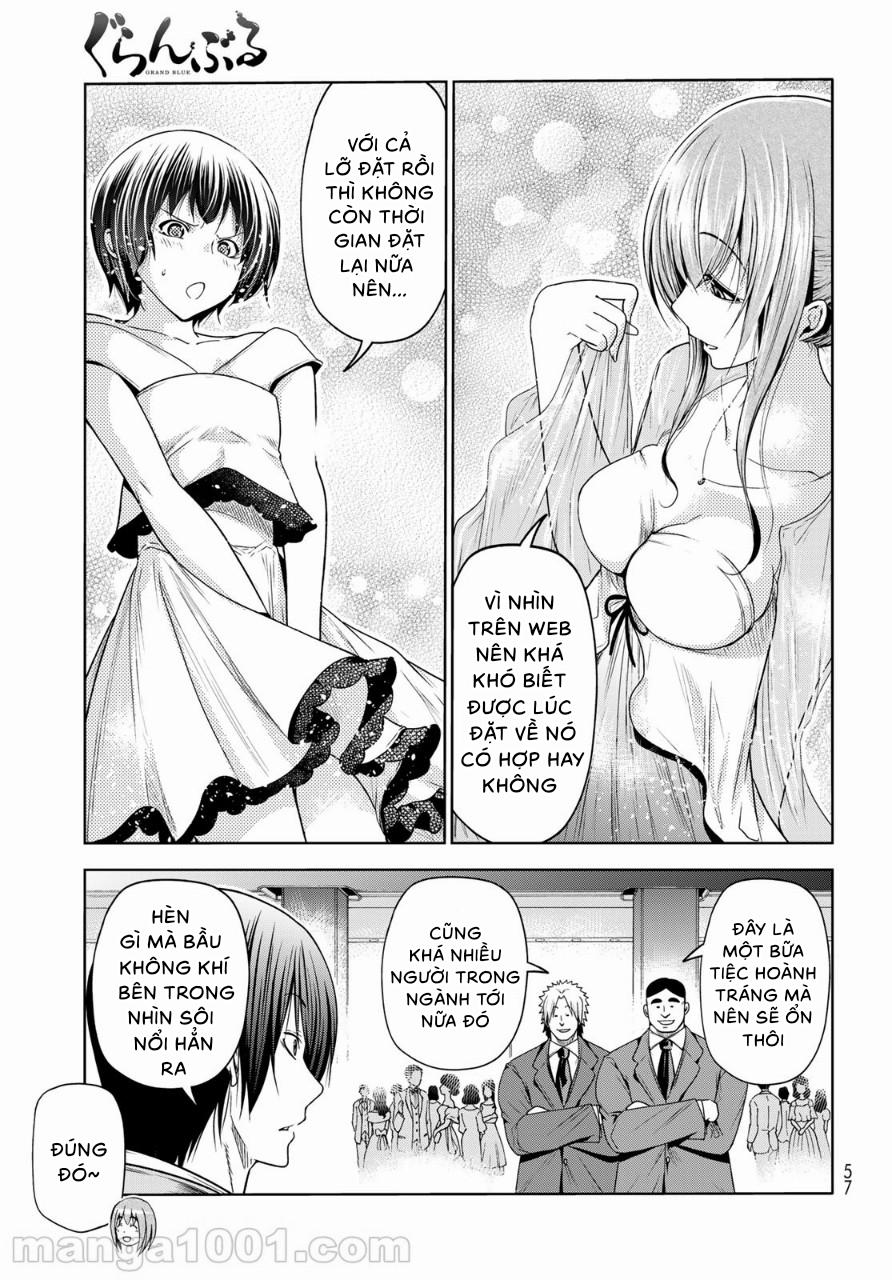 ぐらんぶる
GRAND BLUE
VÌ NHÌN
TRÊN WEB
NÊN KHÁ
KHÓ BIẾT
ĐƯỢC LÚC
ĐẶT VỀ NÓ
CÓ HỢP HAY
KHÔNG
VỚI CẢ
LỠ ĐẶT RỒI
THÌ KHÔNG
CÒN THỜI
GIAN ĐẶT
LẠI NỮA
NÊN...
ĐÂY LÀ
MỘT BỮA
TIỆC HOÀNH
TRÁNG MÀ
NÊN SẼ ỔN
THÔI
CŨNG
KHÁ NHIỀU
NGƯỜI TRONG
NGÀNH TỚI
NỮA ĐÓ
HÈN
GÌ MÀ BẦU
KHÔNG KHÍ
BÊN TRONG
NHÌN SÔI
NỔI HẲN
RA
ĐÚNG
ĐÓ~
57
manga1001.com